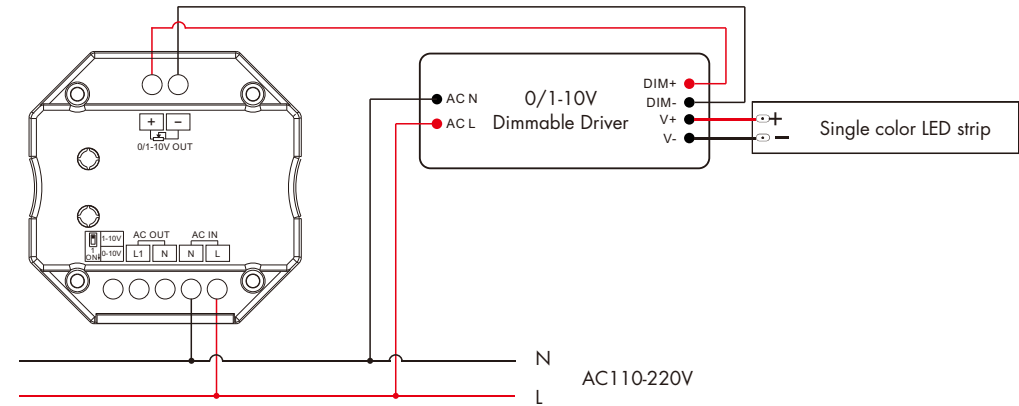 + −
0/1-10V OUT
1-10V
0-10V
1
ON
AC OUT
AC IN
L1 N N L
AC N
AC L
0/1-10V
Dimmable Driver
DIM+
DIM-
V+
V-
+
−
Single color LED strip
N
L
AC110-220V